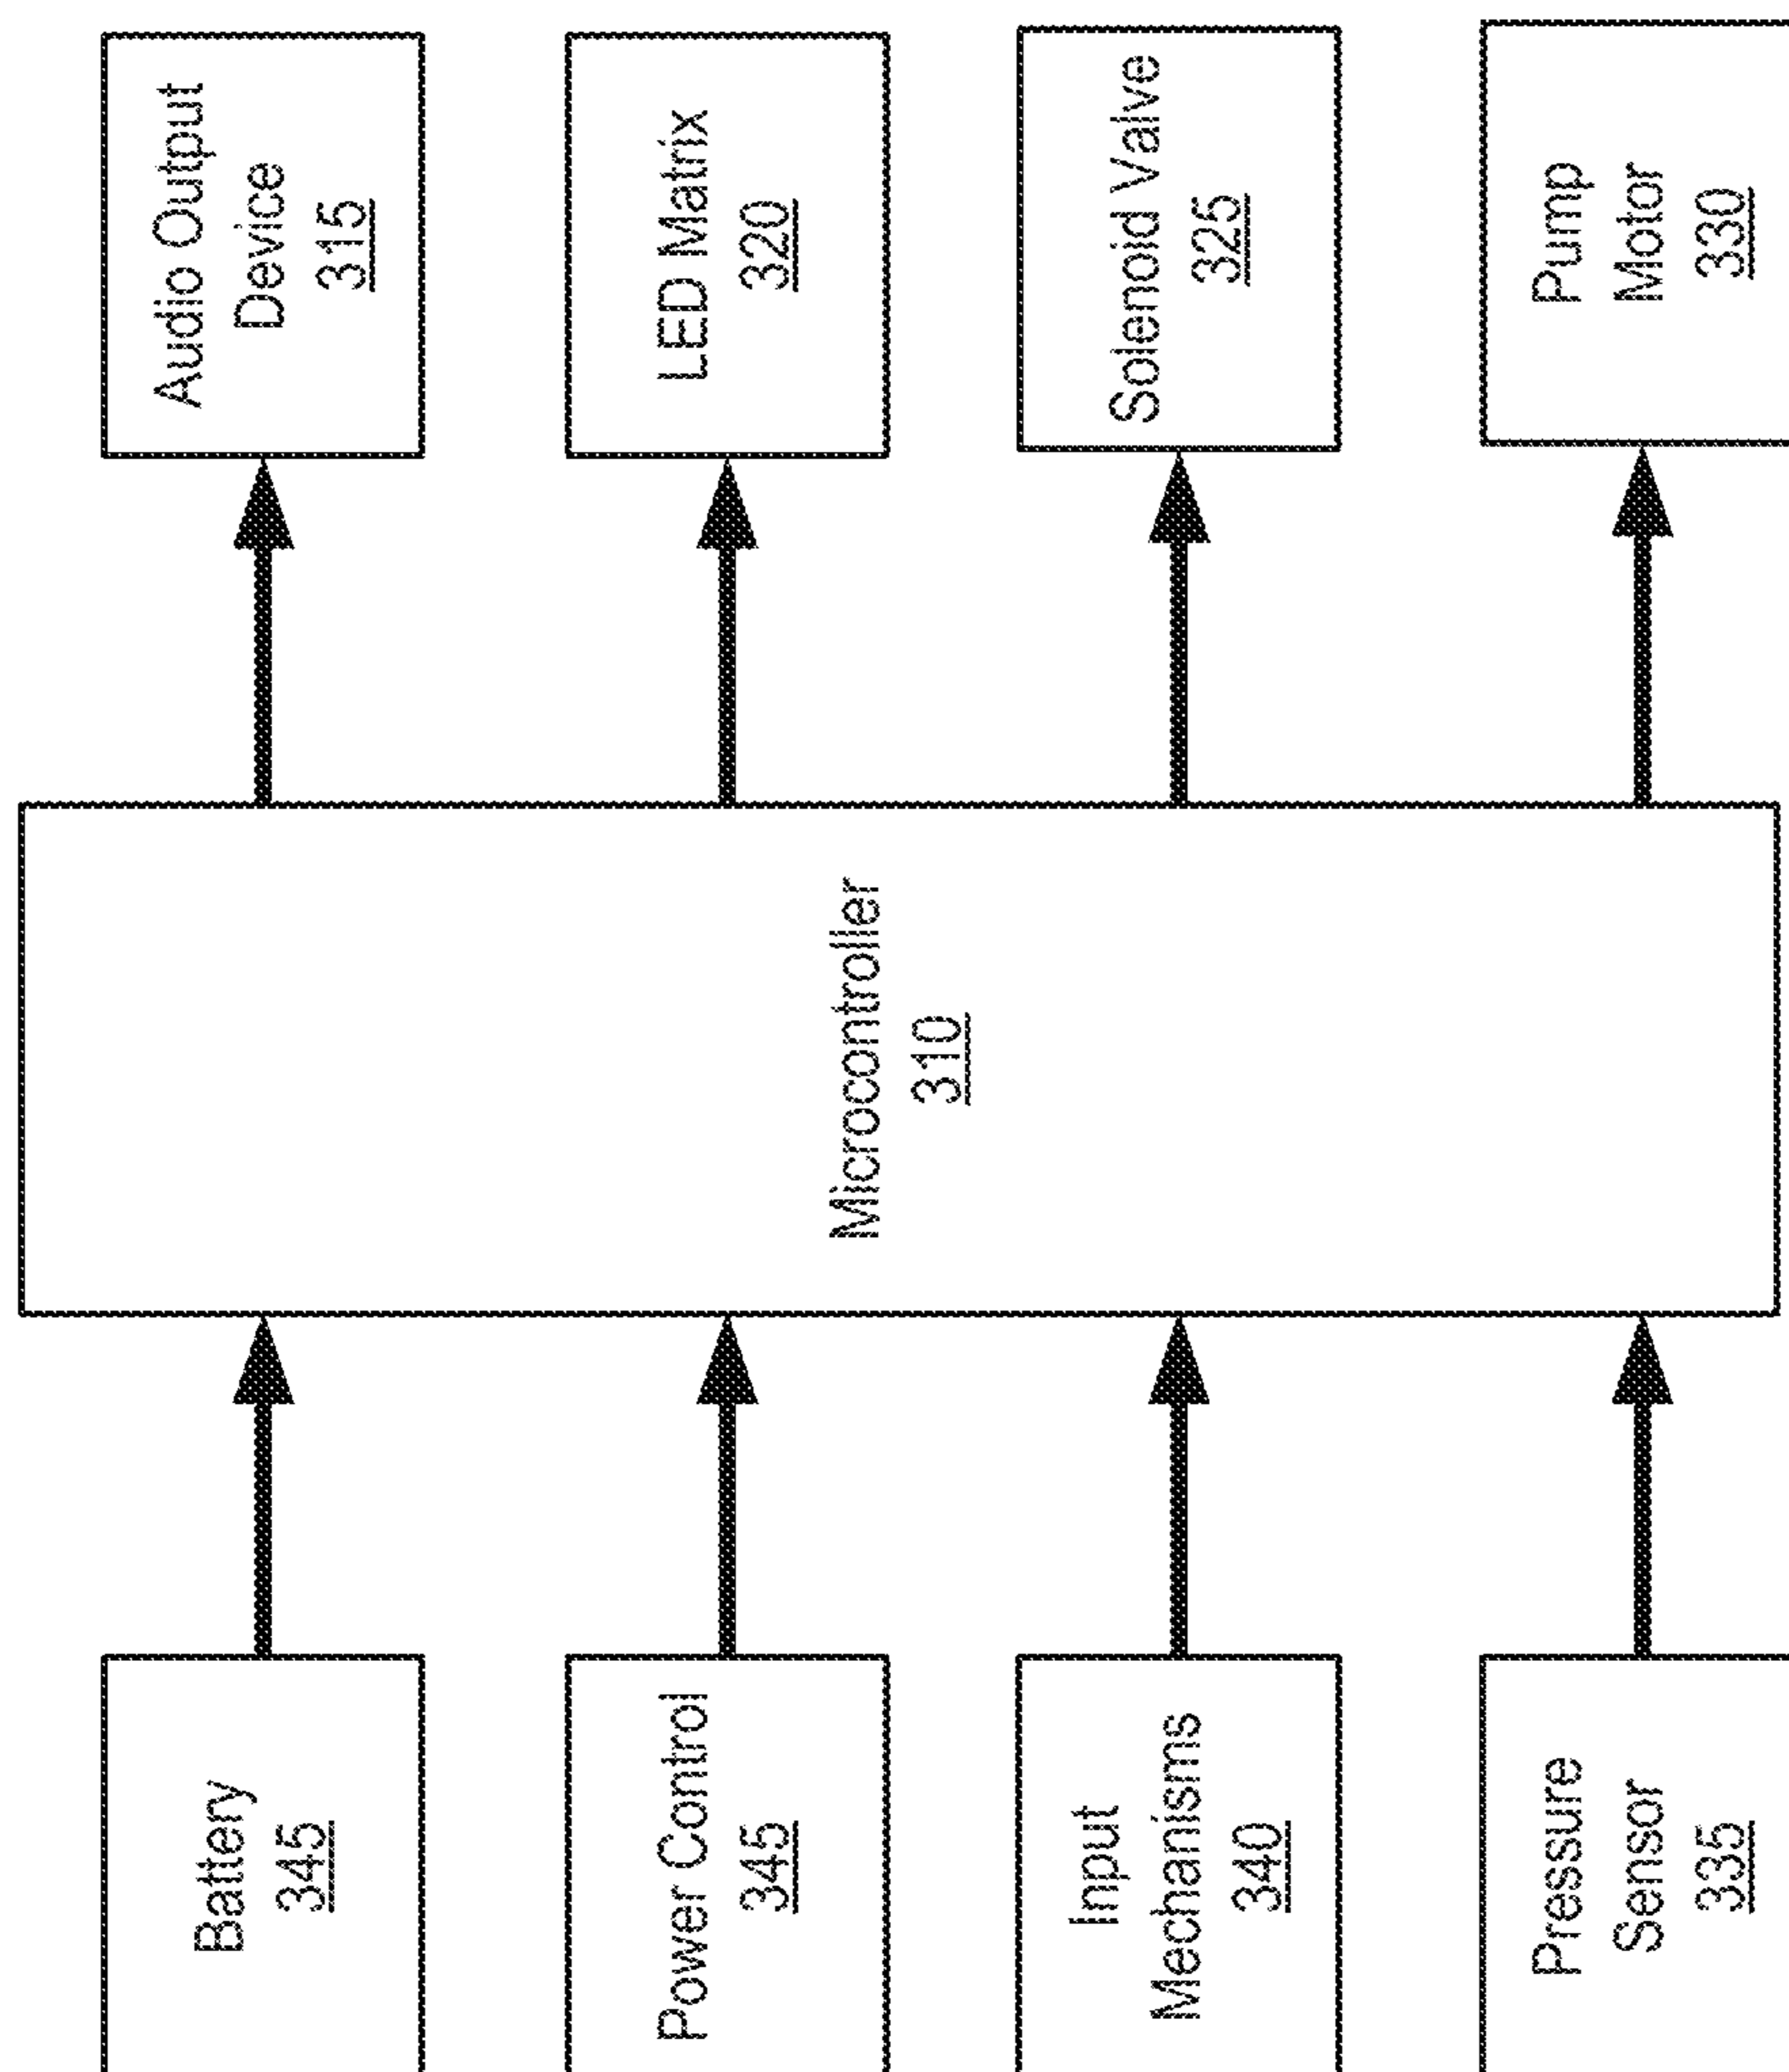 Battery
345
Power Control
345
Input
Mechanisms
340
Pressure
Sensor
335
Microcontroller
310
Audio Output
Device
315
LED Matrix
320
Solenoid Valve
325
Pump
Motor
330